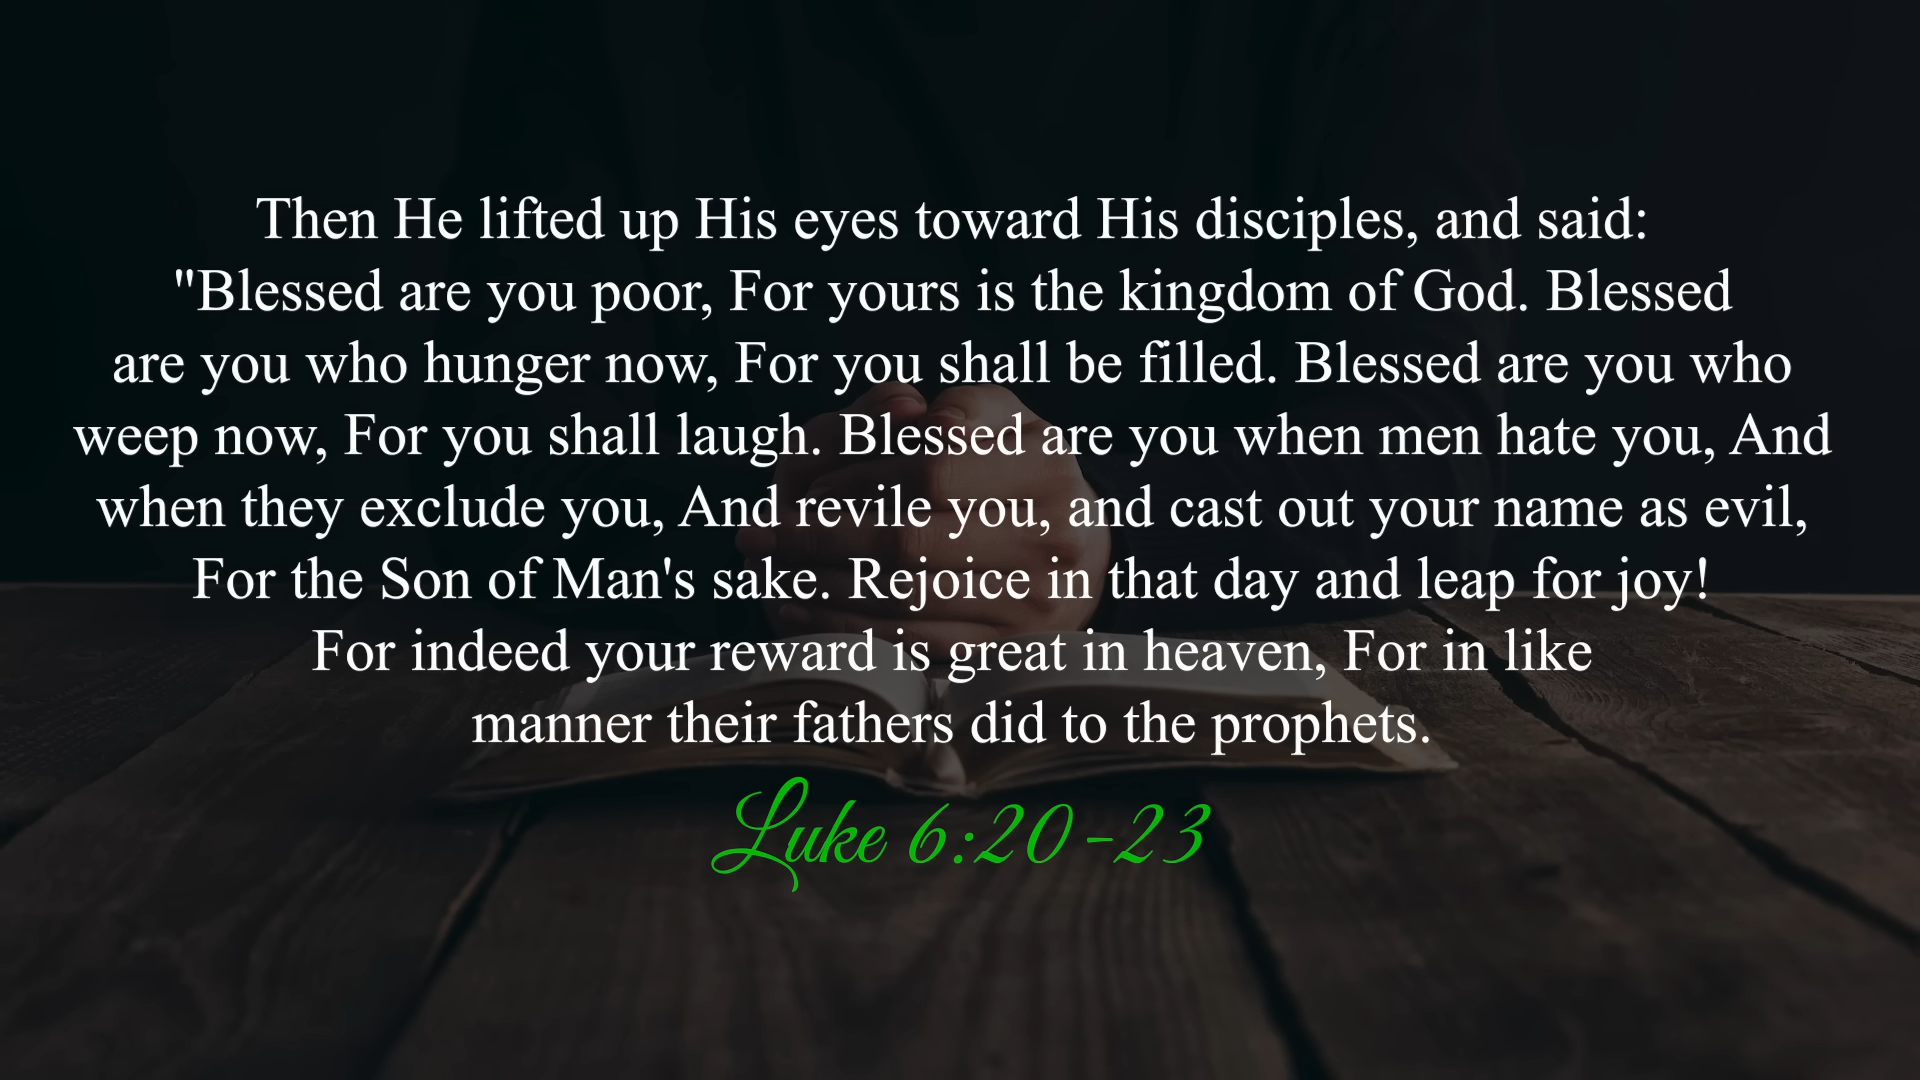 Then He lifted up His eyes toward His disciples, and said:
"Blessed are you poor, For yours is the kingdom of God. Blessed
are you who hunger now, For you shall be filled. Blessed are you who
weep now, For you shall laugh. Blessed are you when men hate you, And
when they exclude you, And revile you, and cast out your name as evil,
For the Son of Man's sake. Rejoice in that day and leap for joy!
For indeed your reward is great in heaven, For in like
manner their fathers did to the prophets.
Luke 6:20-23